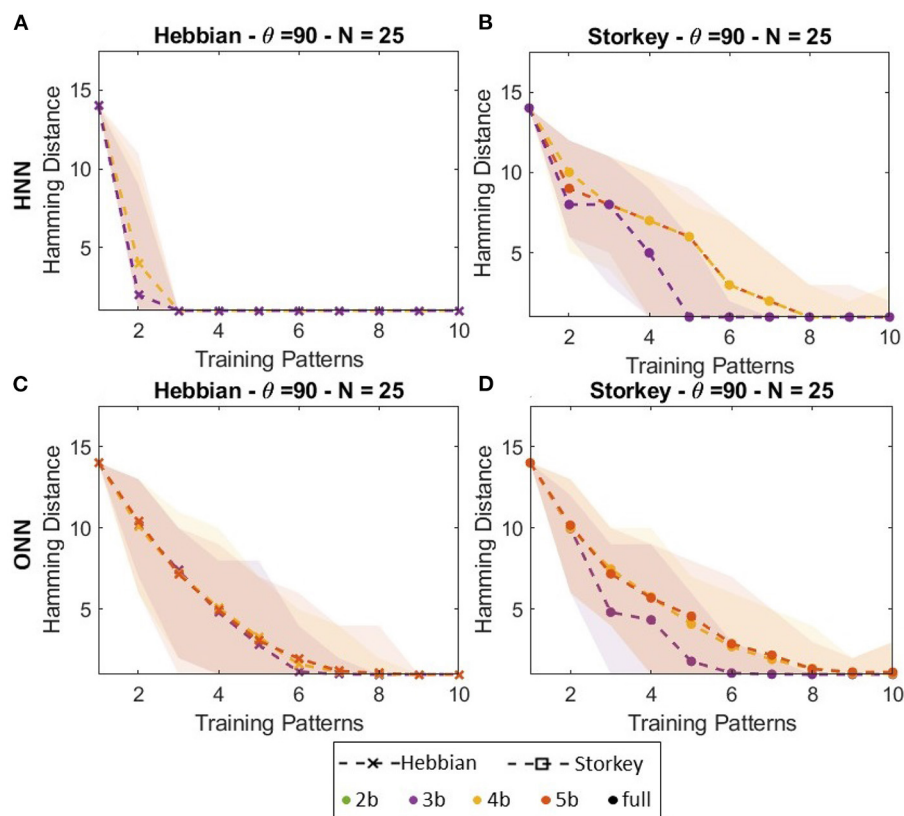 A
Hebbian - θ =90 - N = 25
HNN
Hamming Distance
15
10
5
2 4 6 8 10
Training Patterns
B
Storkey - θ =90 - N = 25
Hamming Distance
15
10
5
2 4 6 8 10
Training Patterns
C
Hebbian - θ =90 - N = 25
ONN
Hamming Distance
15
10
5
2 4 6 8 10
Training Patterns
D
Storkey - θ =90 - N = 25
Hamming Distance
15
10
5
2 4 6 8 10
Training Patterns
Hebbian Storkey
2b 3b 4b 5b full